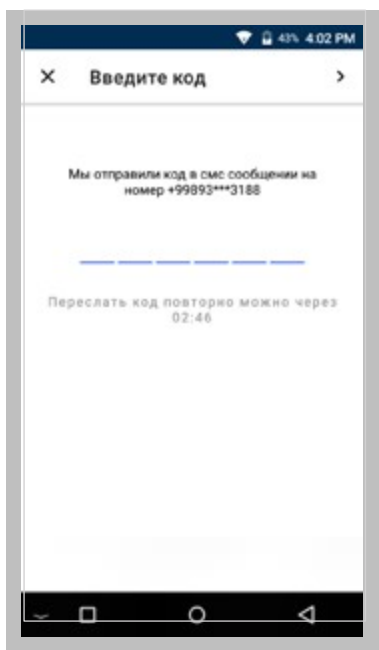 43% 4:02 PM
Введите код
Мы отправили код в смс сообщении на
номер +99893***3188
Переслать код повторно можно через
02:46